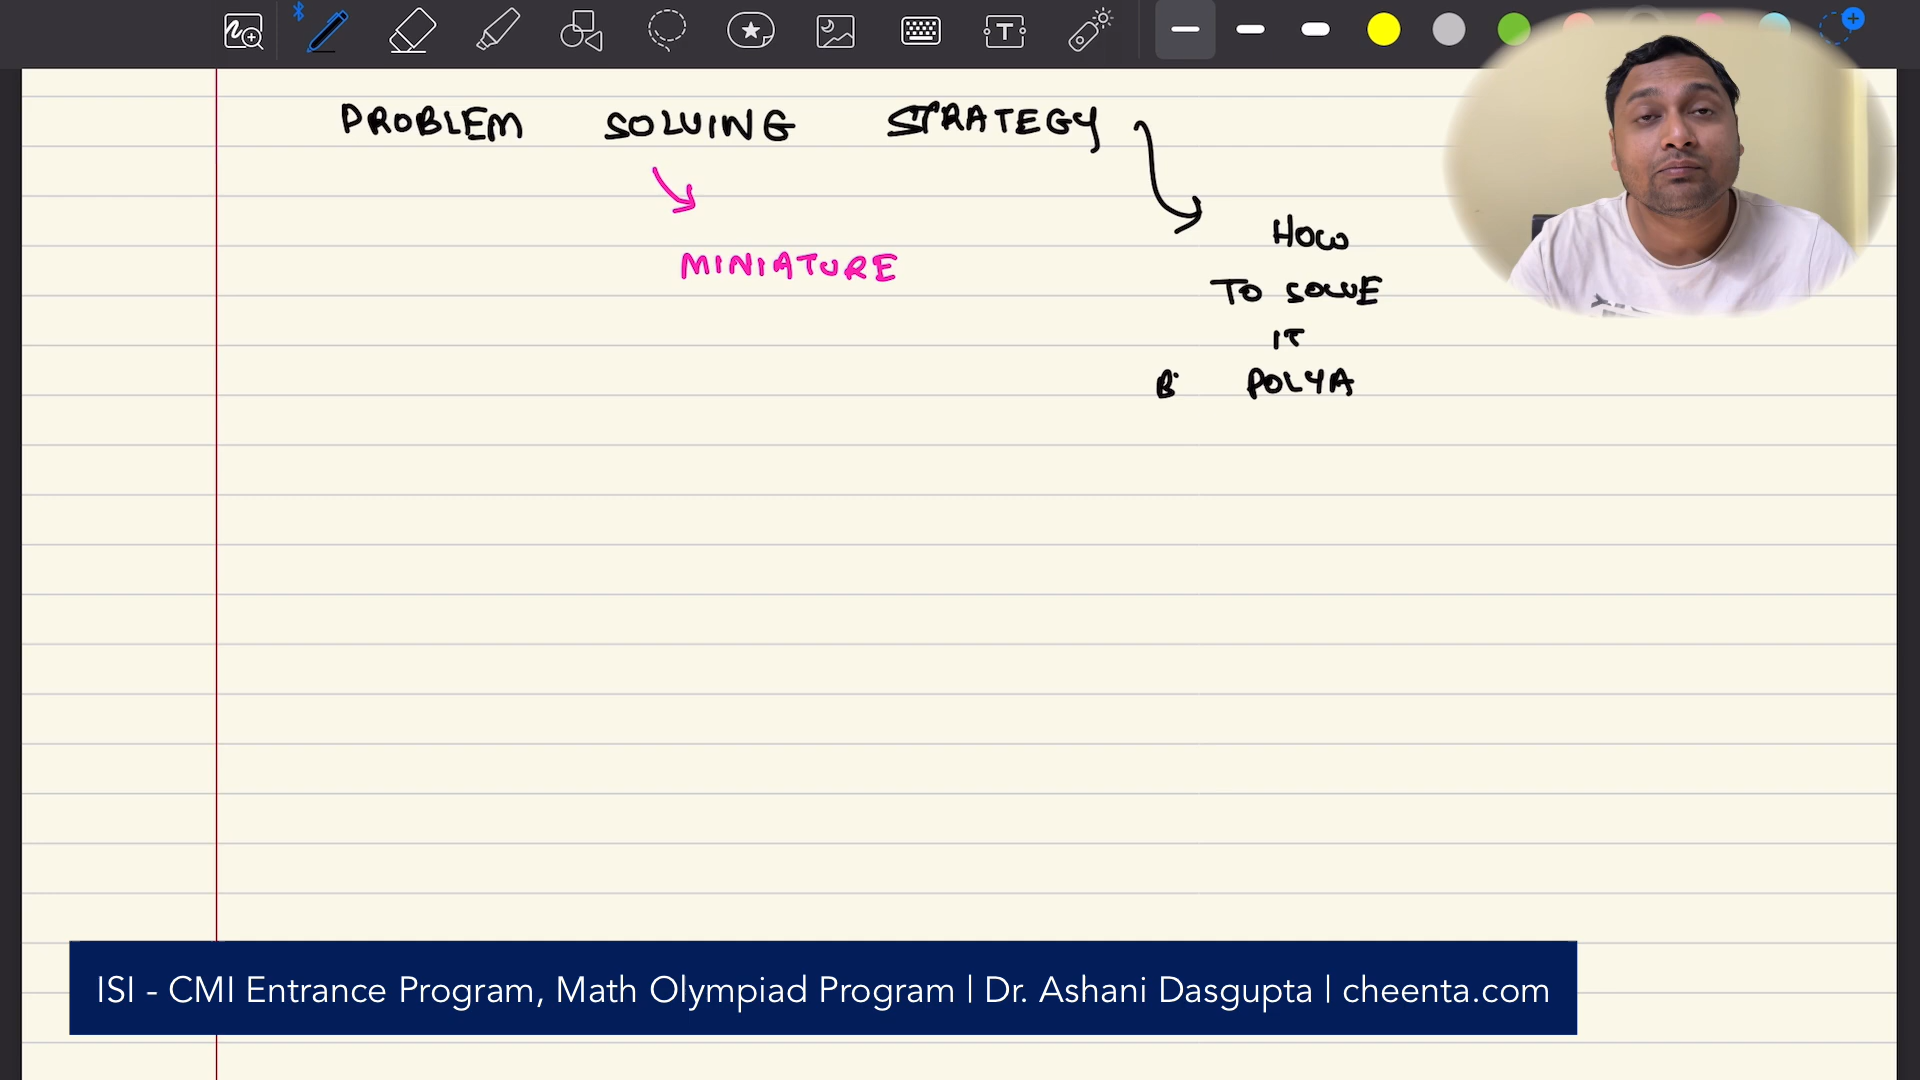 PROBLEM SOLVING STRATEGY
MINIATURE
HOW
TO SOLVE
IT
POLYA
ISI - CMI Entrance Program, Math Olympiad Program | Dr. Ashani Dasgupta | cheenta.com